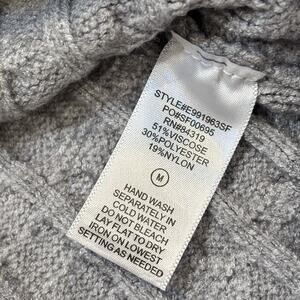 STYLE#E991963SF
PO#SF00695
RN#84319
51%VISCOSE
30%POLYESTER
19%NYLON
M
HAND WASH
SEPARATELY IN
COLD WATER
DO NOT BLEACH
LAY FLAT TO DRY
IRON ON LOWEST
SETTING AS NEEDED